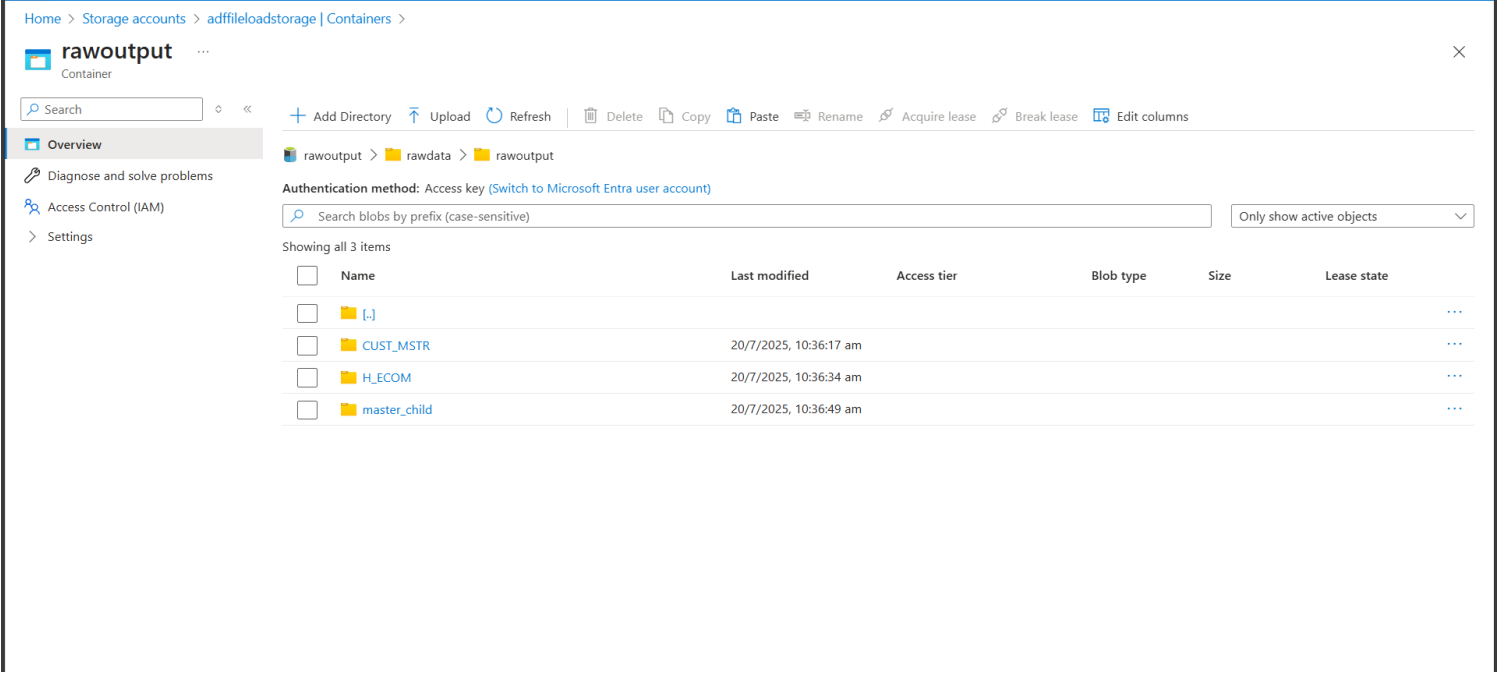 Home > Storage accounts > adffileloadstorage | Containers >
rawoutput ...
Container
Search
Overview
Diagnose and solve problems
Access Control (IAM)
Settings
Add Directory Upload Refresh Delete Copy Paste Rename Acquire lease Break lease Edit columns
rawoutput > rawdata > rawoutput
Authentication method: Access key (Switch to Microsoft Entra user account)
Search blobs by prefix (case-sensitive) Only show active objects
Showing all 3 items
Name Last modified Access tier Blob type Size Lease state
[..] ...
CUST_MSTR 20/7/2025, 10:36:17 am ...
H_ECOM 20/7/2025, 10:36:34 am ...
master_child 20/7/2025, 10:36:49 am ...